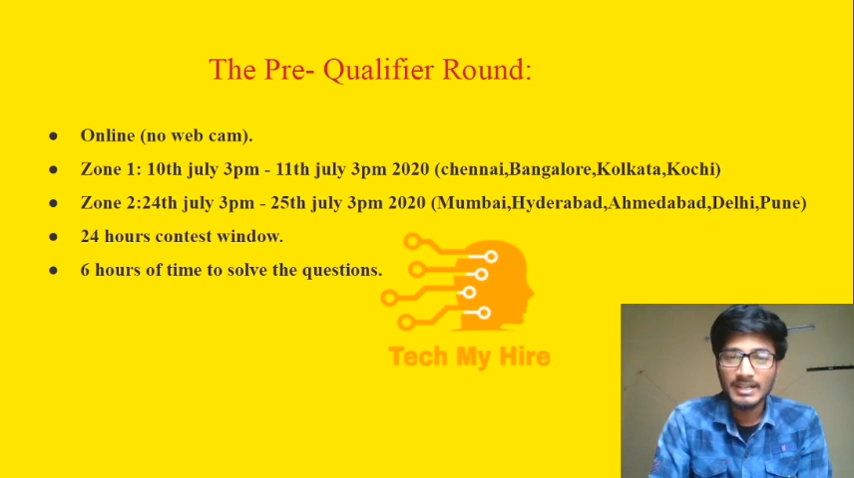 The Pre- Qualifier Round:
● Online (no web cam).
● Zone 1: 10th july 3pm - 11th july 3pm 2020 (chennai,Bangalore,Kolkata,Kochi)
● Zone 2:24th july 3pm - 25th july 3pm 2020 (Mumbai,Hyderabad,Ahmedabad,Delhi,Pune)
● 24 hours contest window.
● 6 hours of time to solve the questions.
Tech My Hire